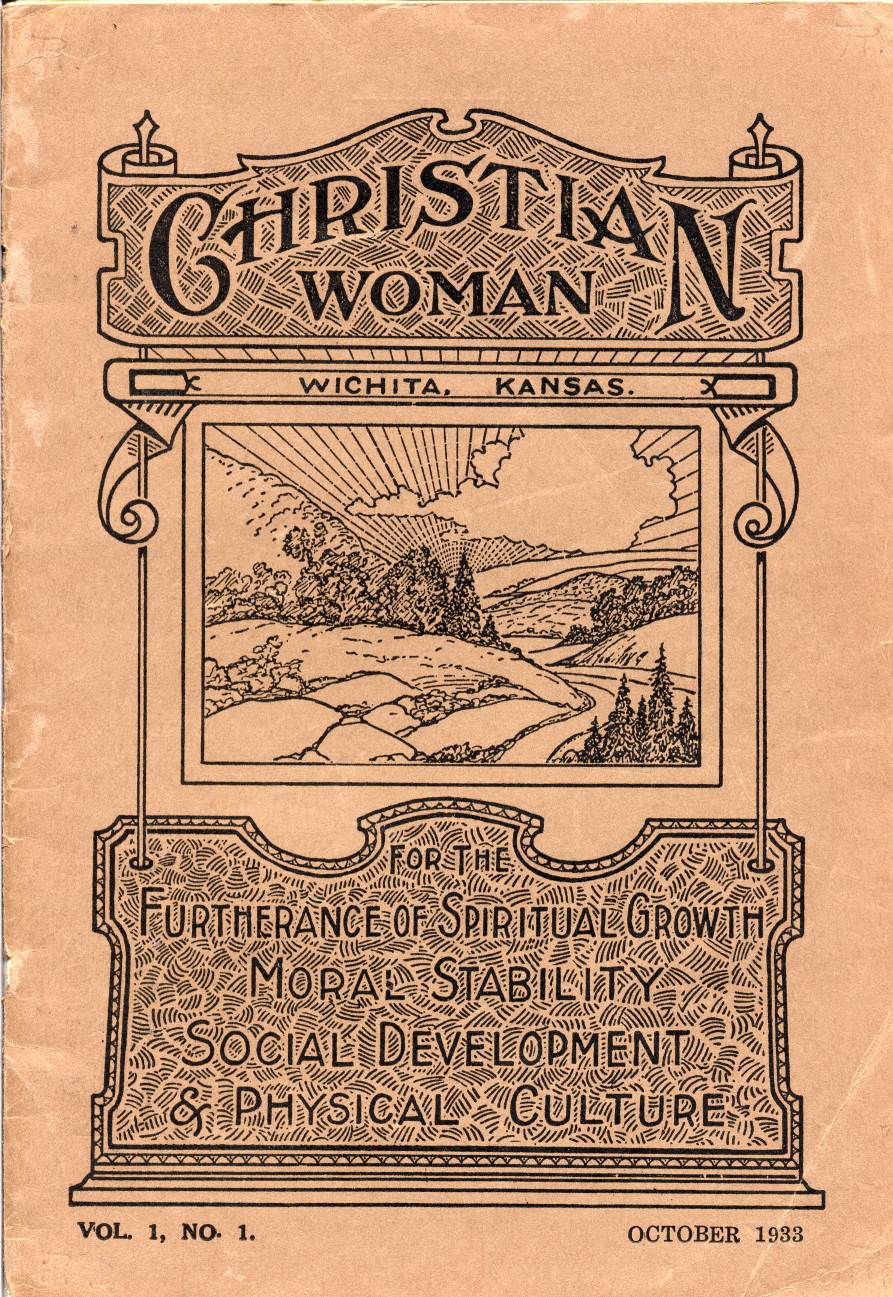 CHRISTIAN
WOMAN
WICHITA, KANSAS.
FOR THE
FURTHERANCE OF SPIRITUAL GROWTH
MORAL STABILITY
SOCIAL DEVELOPMENT
& PHYSICAL CULTURE
VOL. 1, NO. 1.
OCTOBER 1933